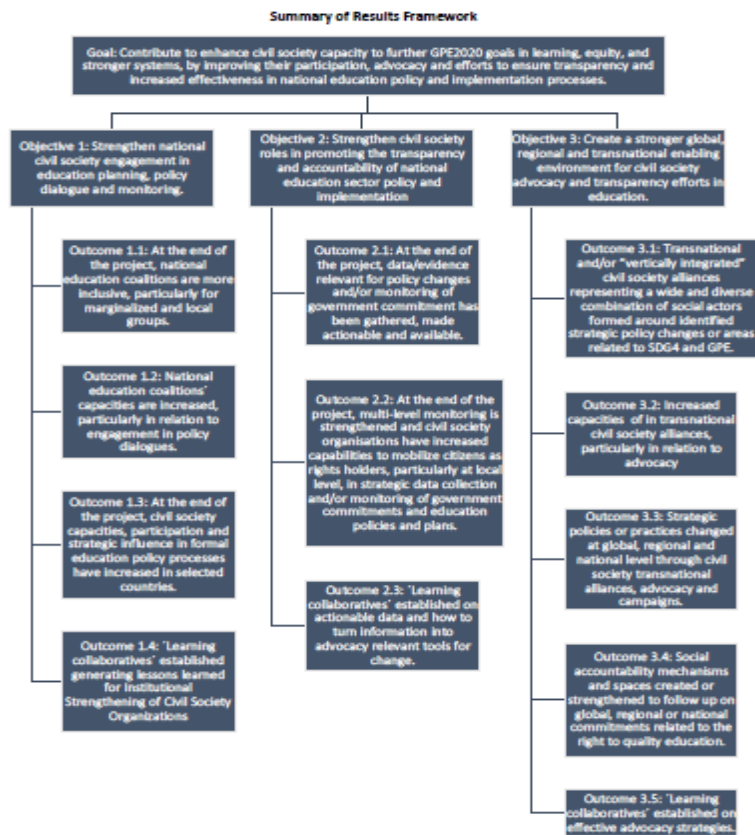 Summary of Results Framework
Goal: Contribute to enhance civil society capacity to further GPE2020 goals in learning, equity, and
stronger systems, by improving their participation, advocacy and efforts to ensure transparency and
increased effectiveness in national education policy and implementation processes.
Objective 1: Strengthen national
civil society engagement in
education planning, policy
dialogue and monitoring.
Outcome 1.1: At the end of
the project, national
education coalitions are more
inclusive, particularly for
marginalized and local
groups.
Outcome 1.2: National
education coalitions´
capacities are increased,
particularly in relation to
engagement in policy
dialogues.
Outcome 1.3: At the end of
the project, civil society
capacities, participation and
strategic influence in formal
education policy processes
have increased in selected
countries.
Outcome 1.4: ´Learning
collaboratives´ established
generating lessons learned
for Institutional
Strengthening of Civil Society
Organizations
Objective 2: Strengthen civil society
roles in promoting the transparency
and accountability of national
education sector policy and
implementation
Outcome 2.1: At the end of
the project, data/evidence
relevant for policy changes
and/or monitoring of
government commitment has
been gathered, made
actionable and available.
Outcome 2.2: At the end of the
project, multi-level monitoring is
strengthened and civil society
organisations have increased
capabilities to mobilize citizens as
rights holders, particularly at local
level, in strategic data collection
and/or monitoring of government
commitments and education
policies and plans.
Outcome 2.3: ´Learning
collaboratives´ established on
actionable data and how to
turn information into
advocacy relevant tools for
change.
Objective 3: Create a stronger global,
regional and transnational enabling
environment for civil society
advocacy and transparency efforts in
education.
Outcome 3.1: Transnational
and/or "vertically integrated"
civil society alliances
representing a wide and diverse
combination of social actors
formed around identified
strategic policy changes or areas
related to SDG4 and GPE.
Outcome 3.2: Increased
capacities of in transnational
civil society alliances,
particularly in relation to
advocacy
Outcome 3.3: Strategic
policies or practices changed
at global, regional and
national level through civil
society transnational
alliances, advocacy and
campaigns.
Outcome 3.4: Social
accountability mechanisms
and spaces created or
strengthened to follow up on
global, regional or national
commitments related to the
right to quality education.
Outcome 3.5: ´Learning
collaboratives´ established on
effective advocacy strategies.